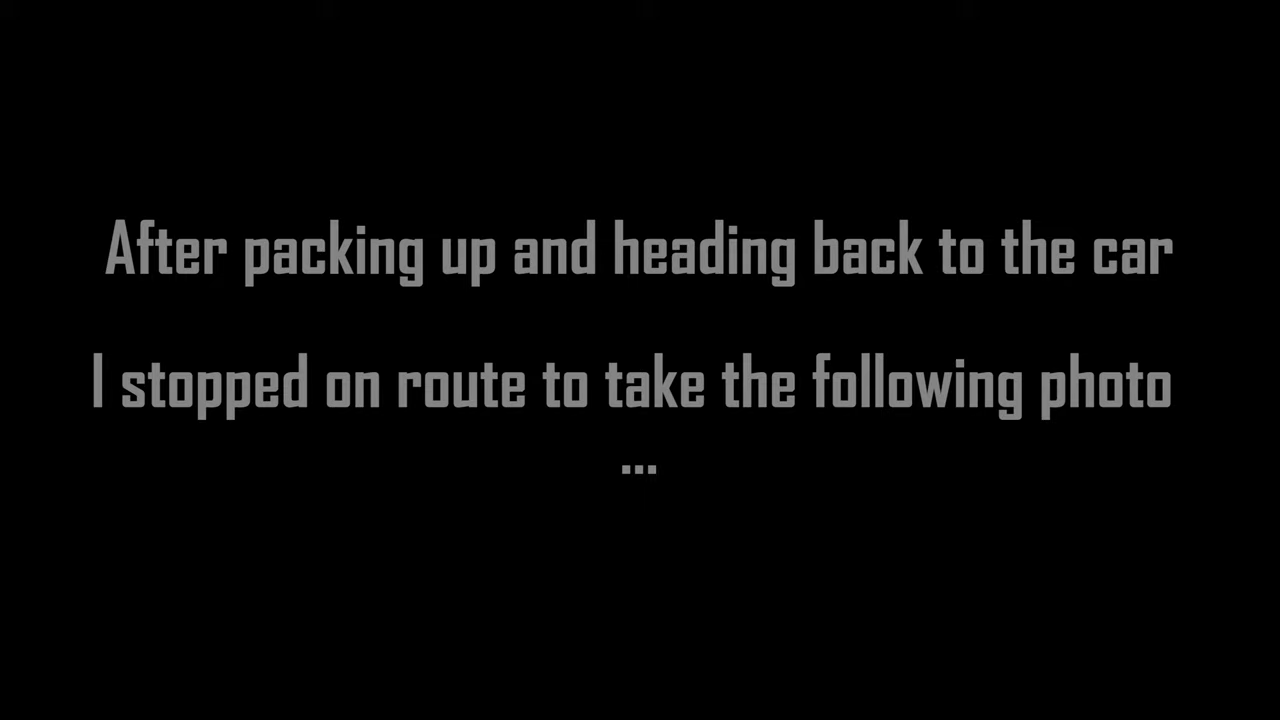 After packing up and heading back to the car
I stopped on route to take the following photo
...